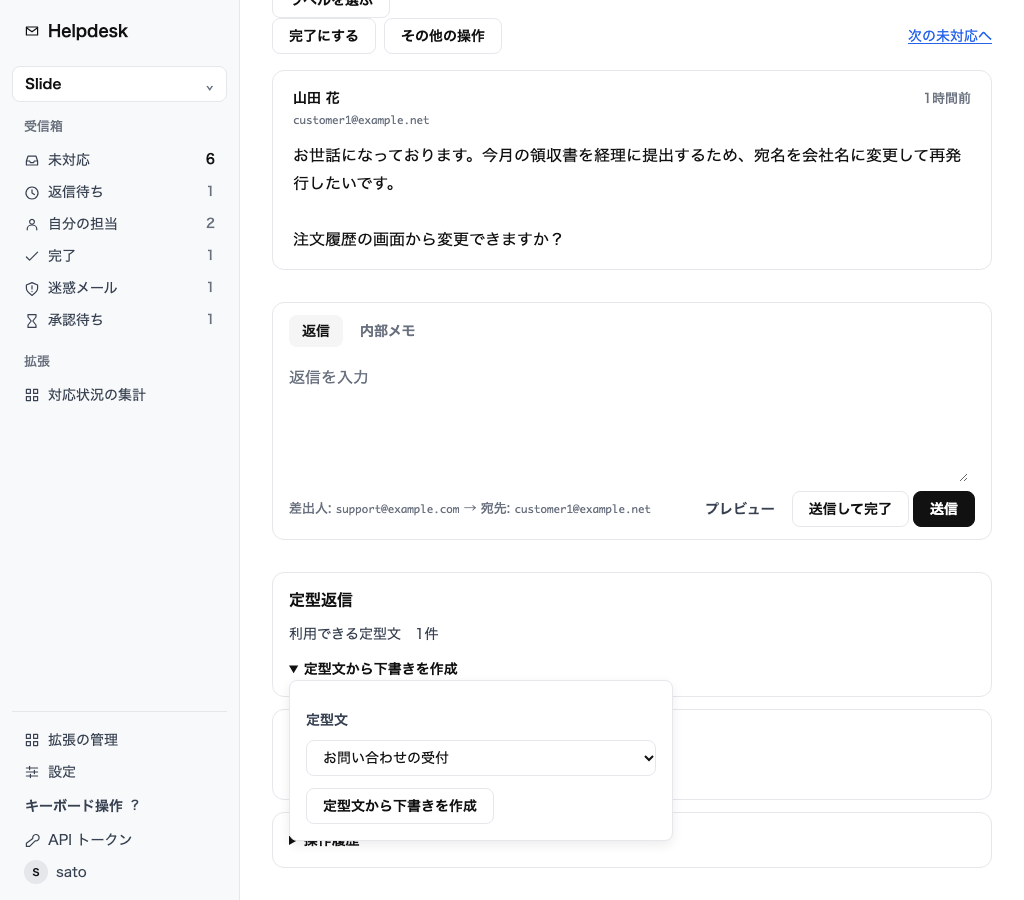 Helpdesk
Slide
受信箱
未対応 6
返信待ち 1
自分の担当 2
完了 1
迷惑メール 1
承認待ち 1
拡張
対応状況の集計
拡張の管理
設定
キーボード操作 ?
API トークン
S sato
ラベルを選ぶ
完了にする その他の操作 次の未対応へ
山田 花 1時間前
customer1@example.net
お世話になっております。今月の領収書を経理に提出するため、宛名を会社名に変更して再発
行したいです。
注文履歴の画面から変更できますか？
返信 内部メモ
返信を入力
差出人: support@example.com → 宛先: customer1@example.net プレビュー 送信して完了 送信
定型返信
利用できる定型文 1件
▼ 定型文から下書きを作成
定型文
お問い合わせの受付
定型文から下書きを作成
▶ 操作履歴